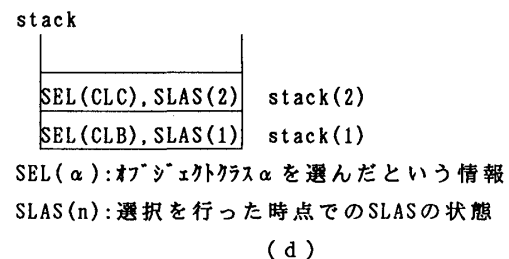 stack
SEL(CLC),SLAS(2) stack(2)
SEL(CLB),SLAS(1) stack(1)
SEL(α):ｵﾌﾞｼﾞｪｸﾄｸﾗｽαを選んだという情報
SLAS(n):選択を行った時点でのSLASの状態
(d)